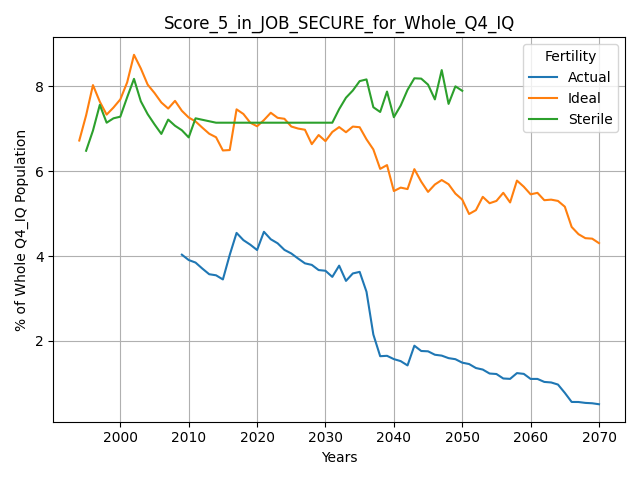 Score_5_in_JOB_SECURE_for_Whole_Q4_IQ
% of Whole Q4_IQ Population
8
6
4
2
Fertility
Actual
Ideal
Sterile
2000 2010 2020 2030 2040 2050 2060 2070
Years